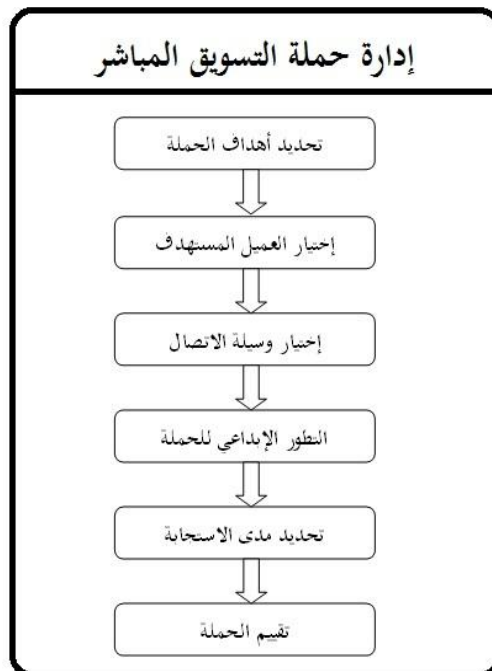 إدارة حملة التسويق المباشر
تحديد أهداف الحملة
إختيار العميل المستهدف
إختيار وسيلة الاتصال
التطور الإبداعي للحملة
تحديد مدى الاستجابة
تقييم الحملة